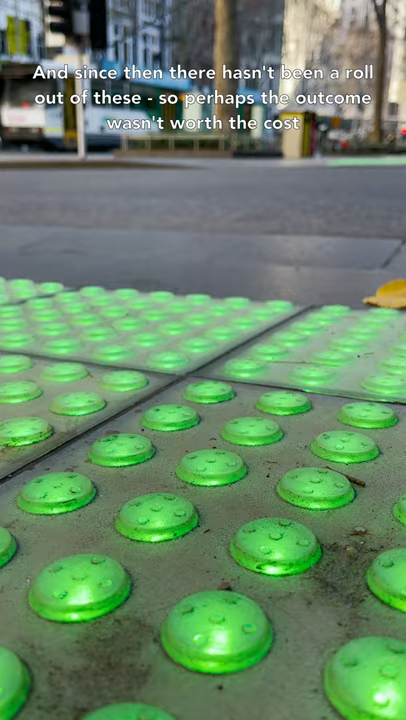 And since then there hasn't been a roll
out of these - so perhaps the outcome
wasn't worth the cost